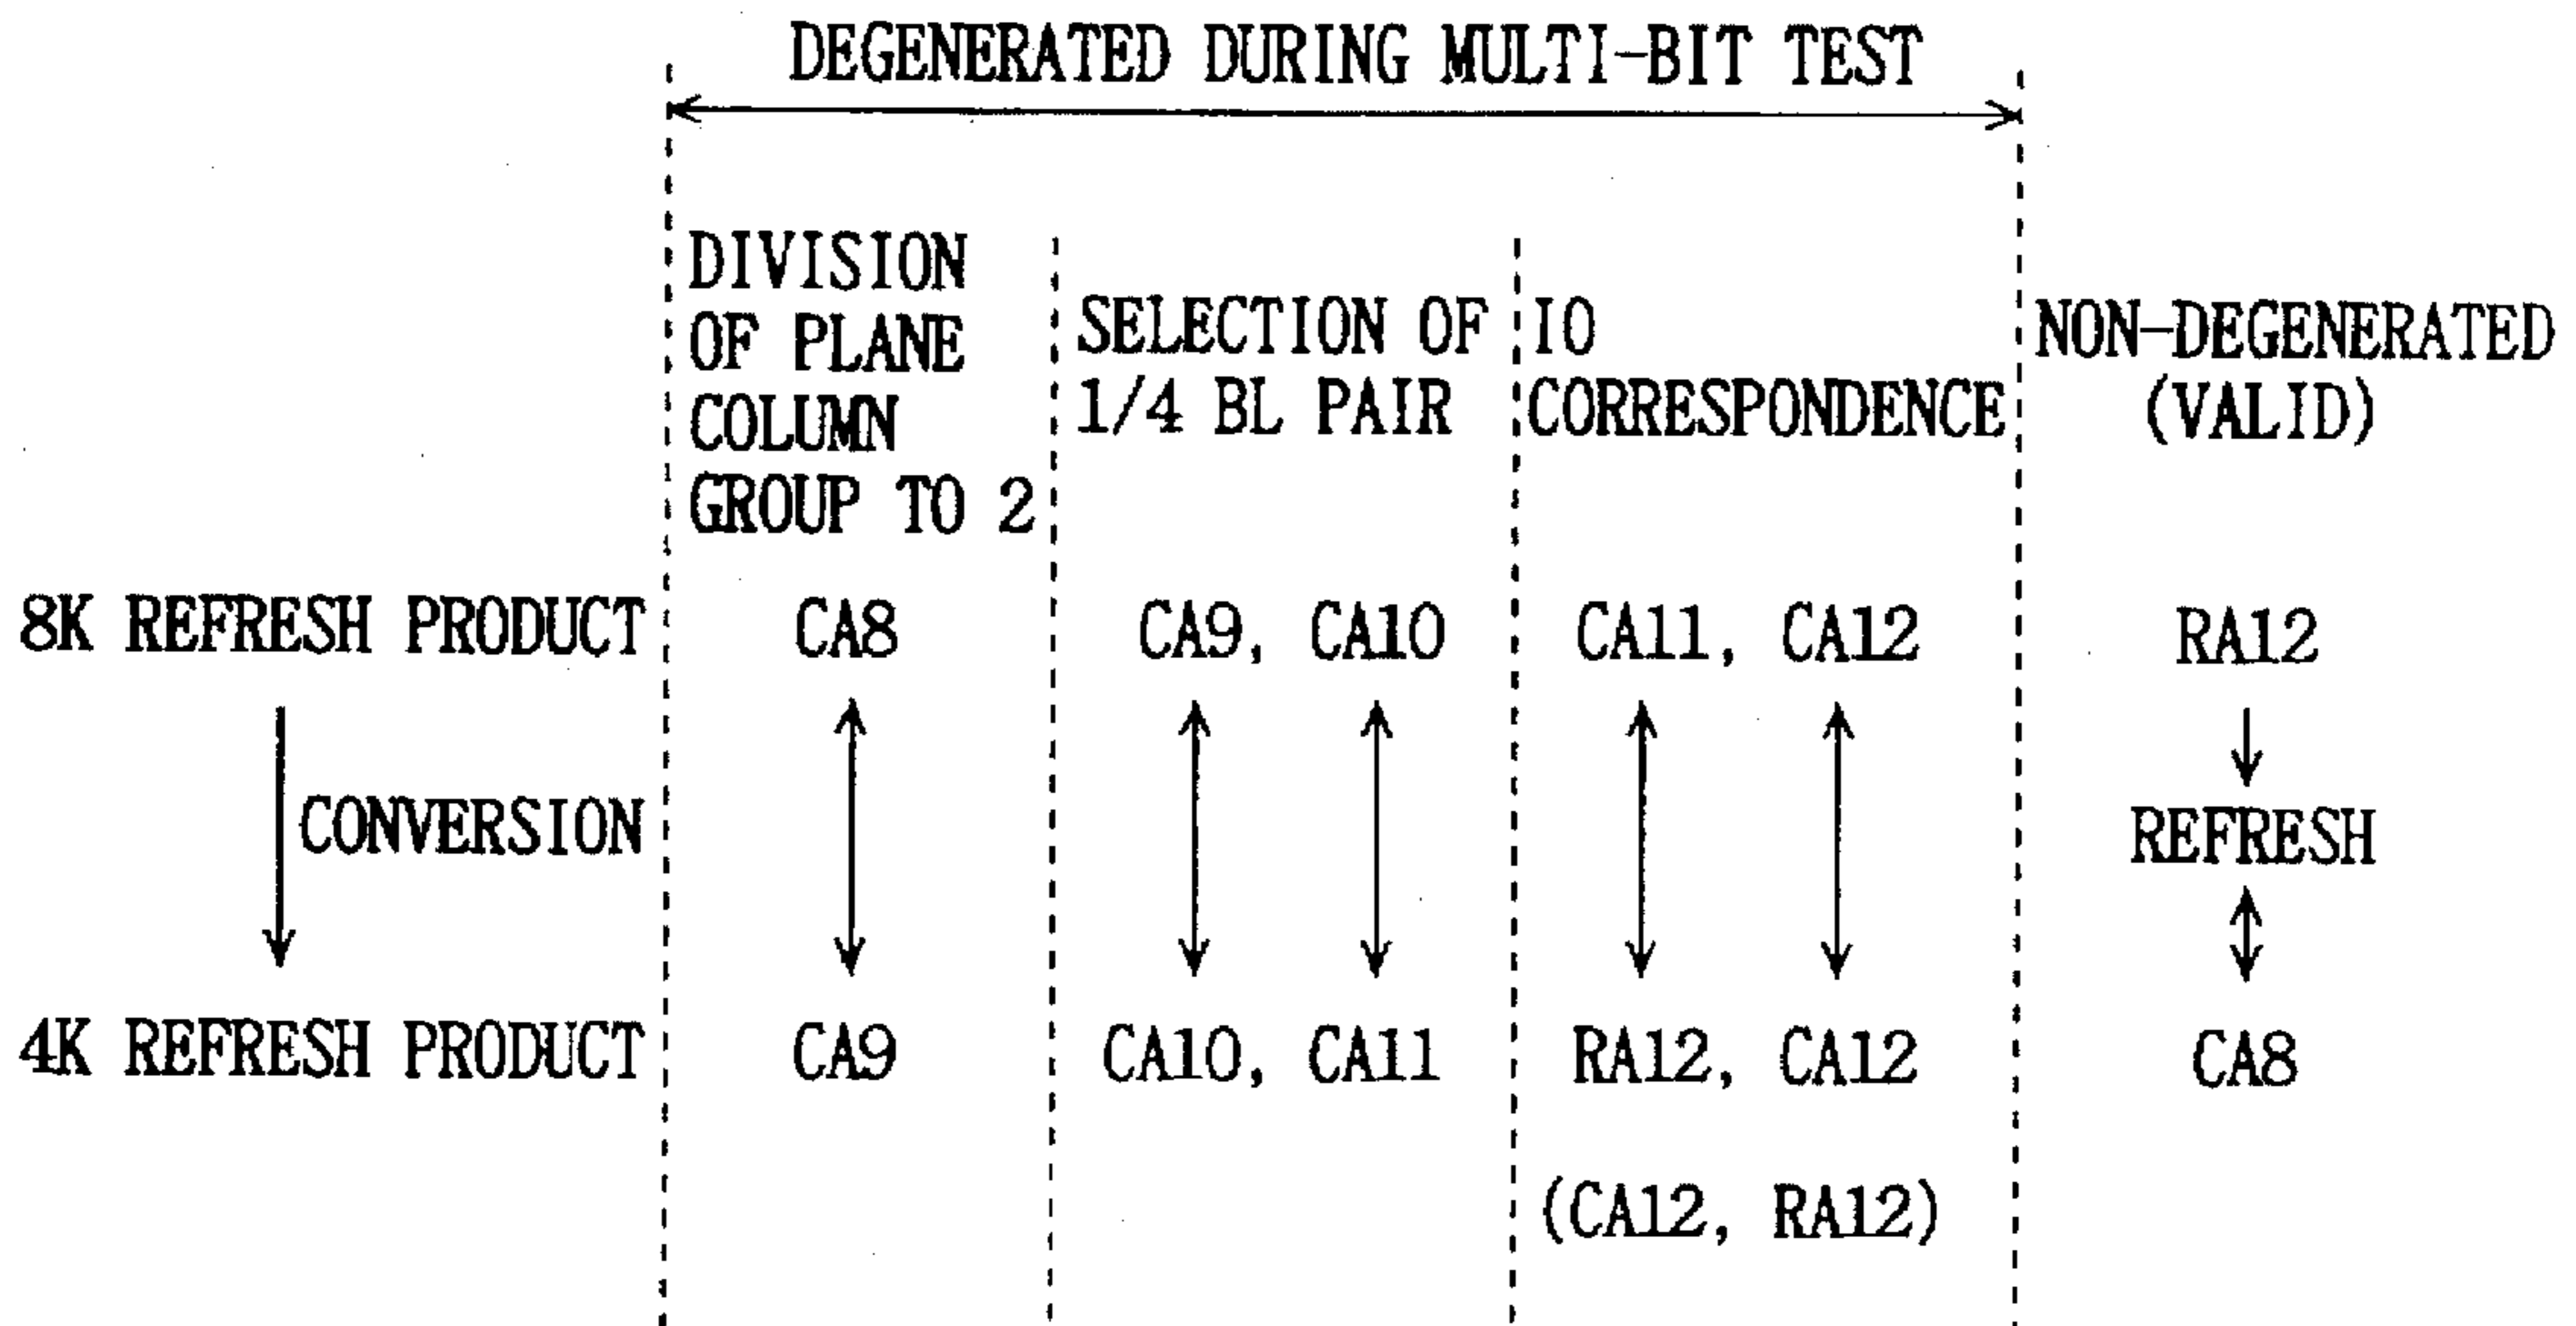 DEGENERATED DURING MULTI-BIT TEST
DIVISION
OF PLANE
COLUMN
GROUP TO 2
SELECTION OF
1/4 BL PAIR
IO
CORRESPONDENCE
NON-DEGENERATED
(VALID)
8K REFRESH PRODUCT CA8 CA9, CA10 CA11, CA12 RA12
CONVERSION REFRESH
4K REFRESH PRODUCT CA9 CA10, CA11 RA12, CA12 CA8
(CA12, RA12)